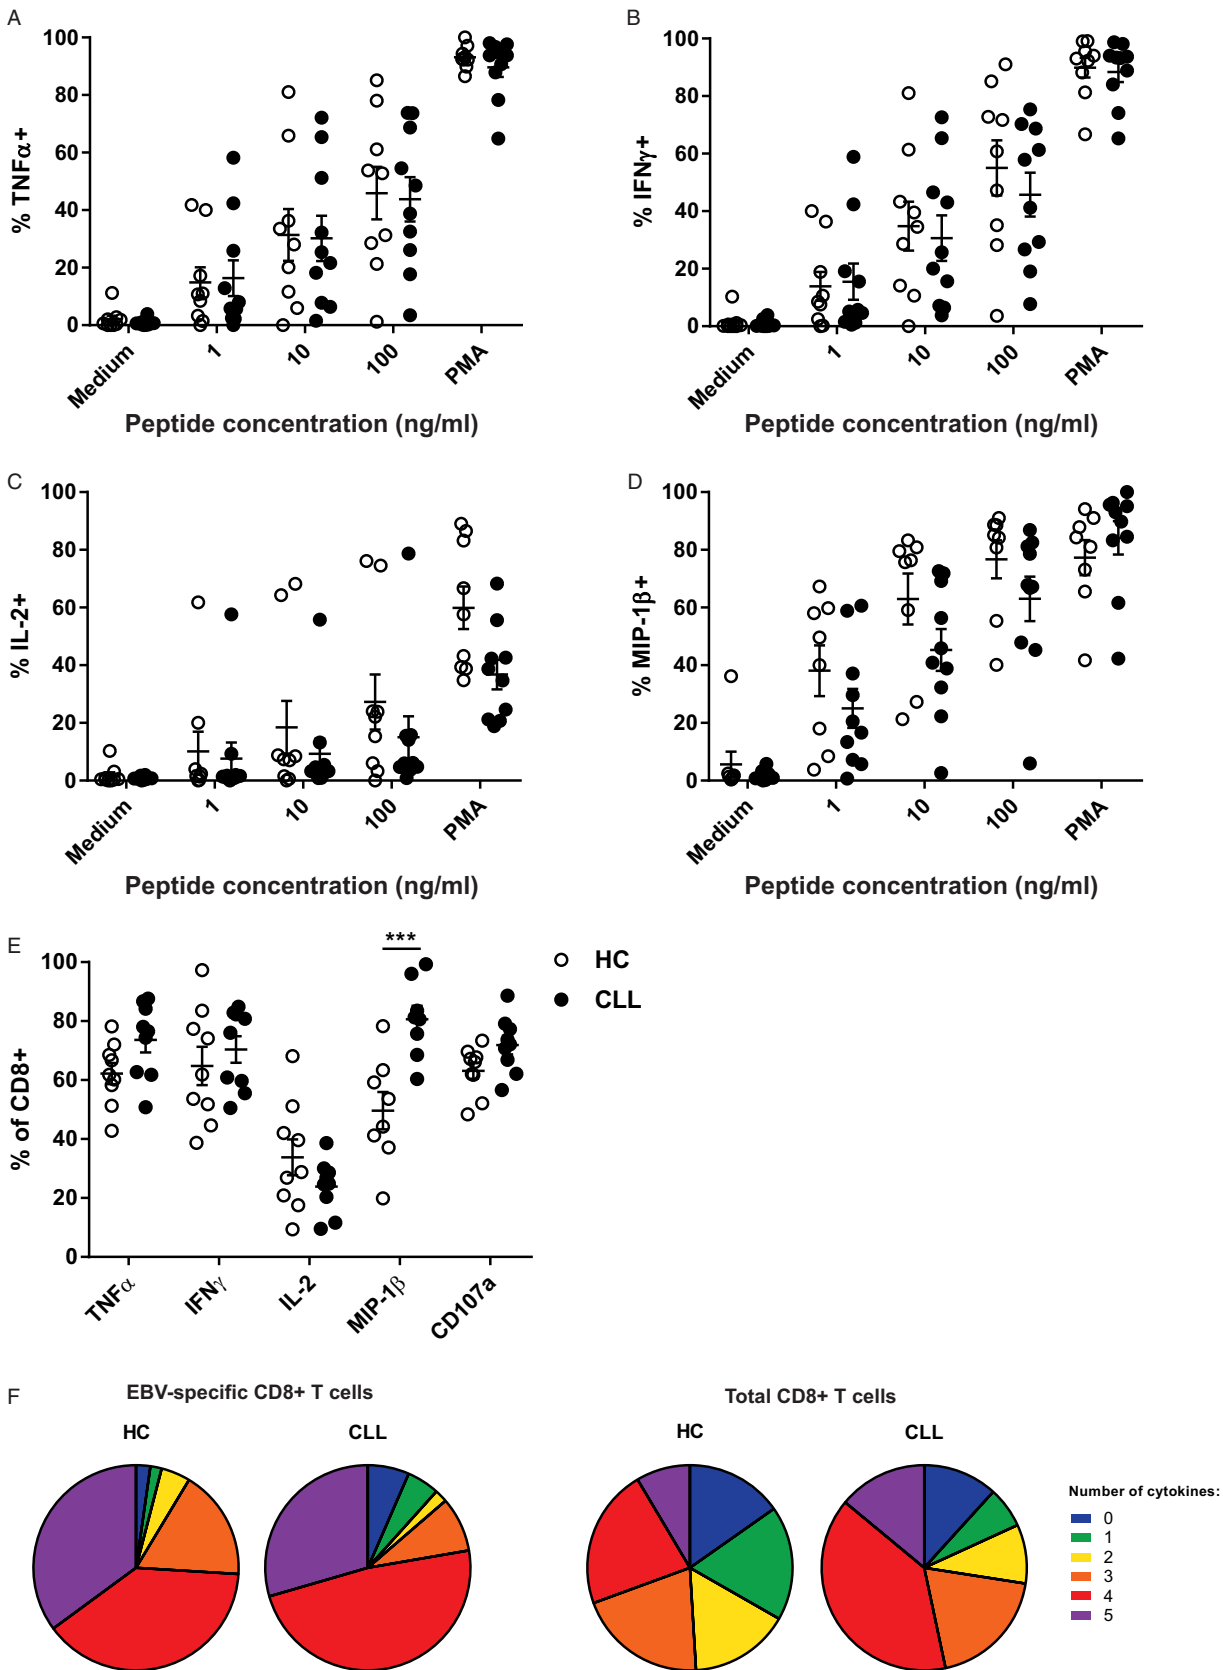 A
% TNFα+
100
80
60
40
20
0
Medium
1
10
100
PMA
Peptide concentration (ng/ml)
B
% IFNγ+
100
80
60
40
20
0
Medium
1
10
100
PMA
Peptide concentration (ng/ml)
C
% IL-2+
100
80
60
40
20
0
Medium
1
10
100
PMA
Peptide concentration (ng/ml)
D
% MIP-1β+
100
80
60
40
20
0
Medium
1
10
100
PMA
Peptide concentration (ng/ml)
E
% of CD8+
100
80
60
40
20
0
***
TNFα
IFNγ
IL-2
MIP-1β
CD107a
HC
CLL
F
EBV-specific CD8+ T cells
HC
CLL
Total CD8+ T cells
HC
CLL
Number of cytokines:
0
1
2
3
4
5